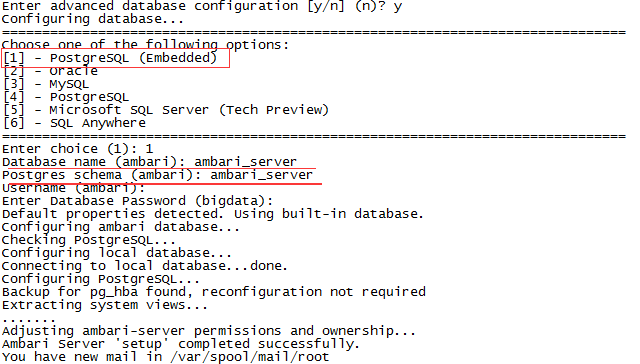 Enter advanced database configuration [y/n] (n)? y
Configuring database...
==============================================================================
Choose one of the following options:
[1] - PostgreSQL (Embedded)
[2] - Oracle
[3] - MySQL
[4] - PostgreSQL
[5] - Microsoft SQL Server (Tech Preview)
[6] - SQL Anywhere
==============================================================================
Enter choice (1): 1
Database name (ambari): ambari_server
Postgres schema (ambari): ambari_server
Username (ambari):
Enter Database Password (bigdata):
Default properties detected. Using built-in database.
Configuring ambari database...
Checking PostgreSQL...
Configuring local database...
Connecting to local database...done.
Configuring PostgreSQL...
Backup for pg_hba found, reconfiguration not required
Extracting system views...
.......
Adjusting ambari-server permissions and ownership...
Ambari Server 'setup' completed successfully.
You have new mail in /var/spool/mail/root